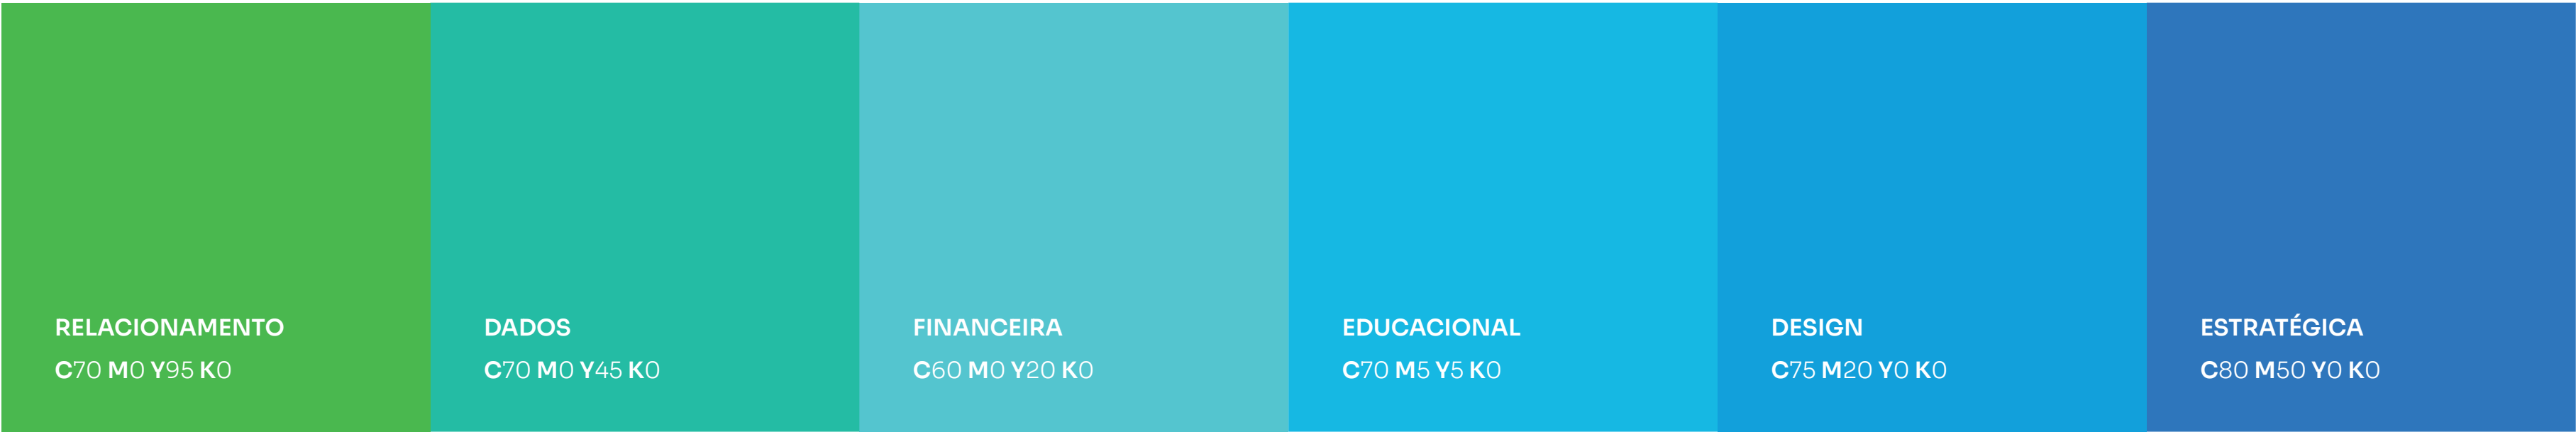 RELACIONAMENTO
C70 M0 Y95 K0
DADOS
C70 M0 Y45 K0
FINANCEIRA
C60 M0 Y20 K0
EDUCACIONAL
C70 M5 Y5 K0
DESIGN
C75 M20 Y0 K0
ESTRATÉGICA
C80 M50 Y0 K0